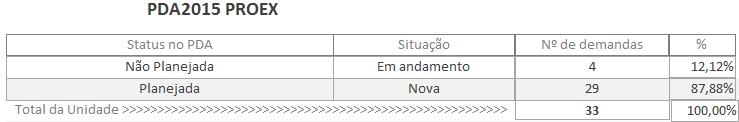 PDA2015 PROEX
Status no PDA Situação Nº de demandas %
Não Planejada Em andamento 4 12,12%
Planejada Nova 29 87,88%
Total da Unidade >>>>>>>>>>>>>>>>>>>>>>>>>>>>>>>>>>>>>>>>>>>>>>>>>>>>>>> 33 100,00%